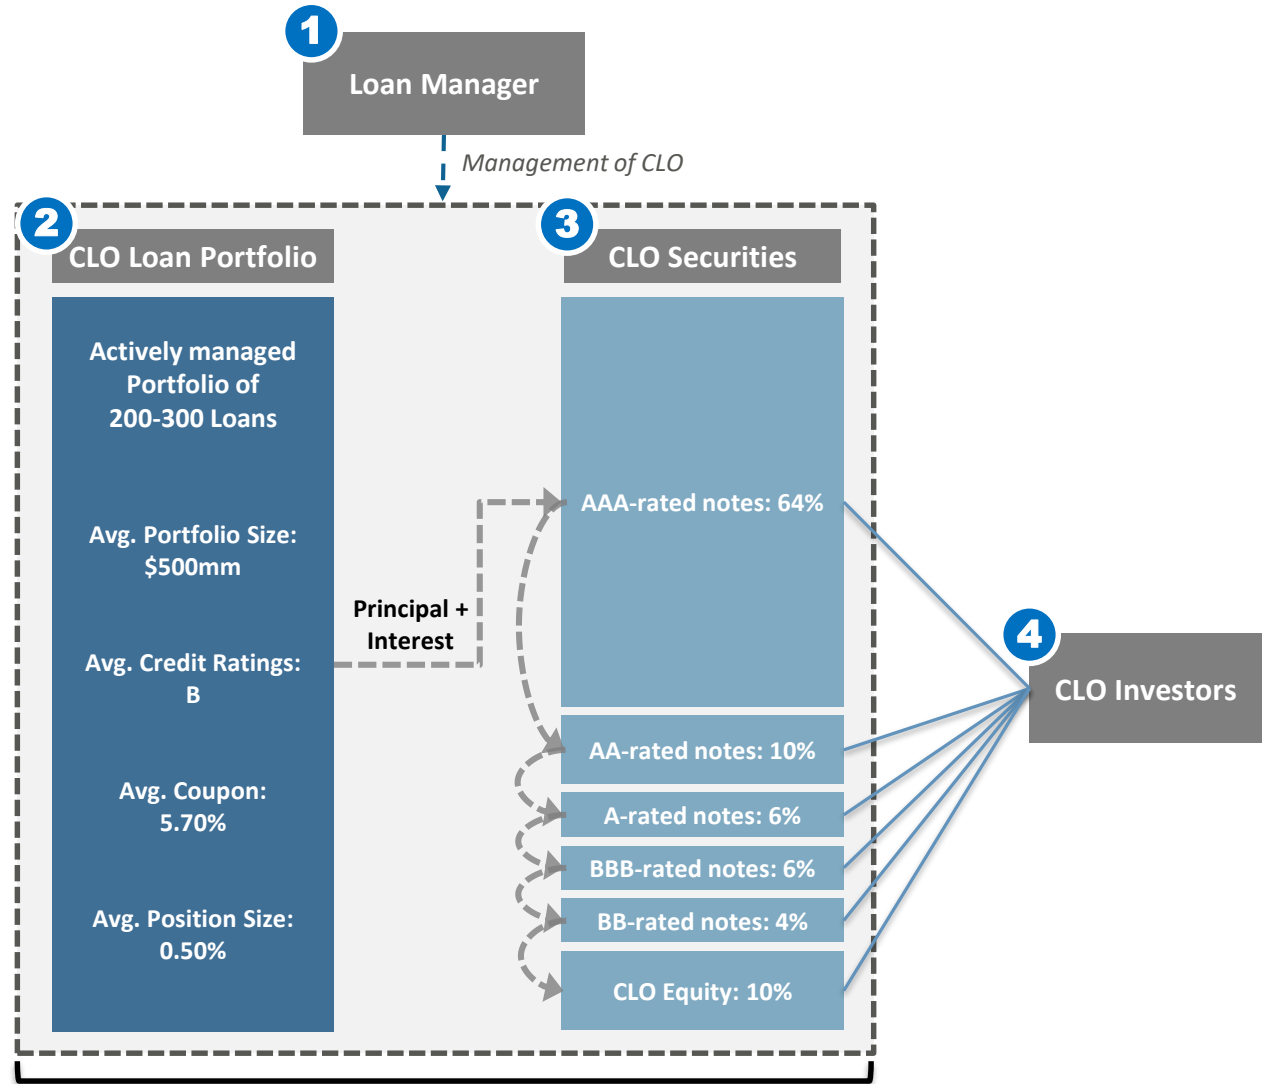 1
Loan Manager
Management of CLO
2
CLO Loan Portfolio
3
CLO Securities
Actively managed
Portfolio of
200-300 Loans
Avg. Portfolio Size:
$500mm
Avg. Credit Ratings:
B
Avg. Coupon:
5.70%
Avg. Position Size:
0.50%
Principal +
Interest
AAA-rated notes: 64%
AA-rated notes: 10%
A-rated notes: 6%
BBB-rated notes: 6%
BB-rated notes: 4%
CLO Equity: 10%
4
CLO Investors